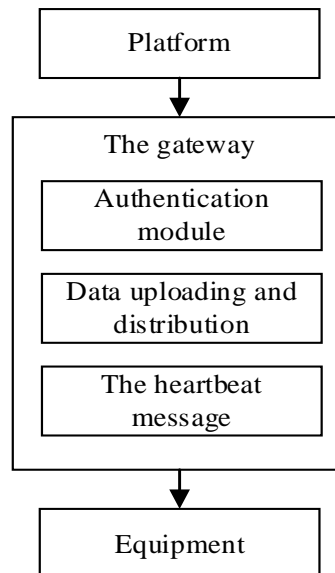 Platform
The gateway
Authentication
module
Data uploading and
distribution
The heartbeat
message
Equipment